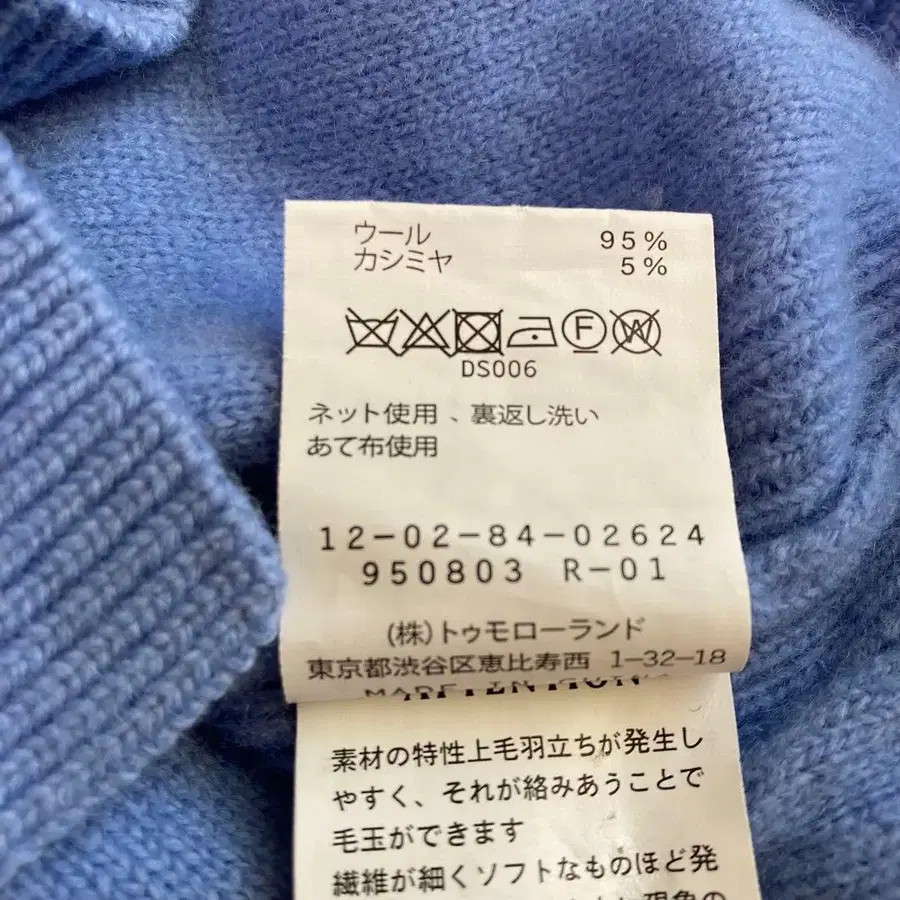 ウール 95%
カシミヤ 5%
F W
DS006
ネット使用、裏返し洗い
あて布使用
12-02-84-02624
950803 R-01
(株)トゥモローランド
東京都渋谷区恵比寿西 1-32-18
MADE IN
ATTENTION
素材の特性上毛羽立ちが発生し
やすく、それが絡みあうことで
毛玉ができます
繊維が細くソフトなものほど発